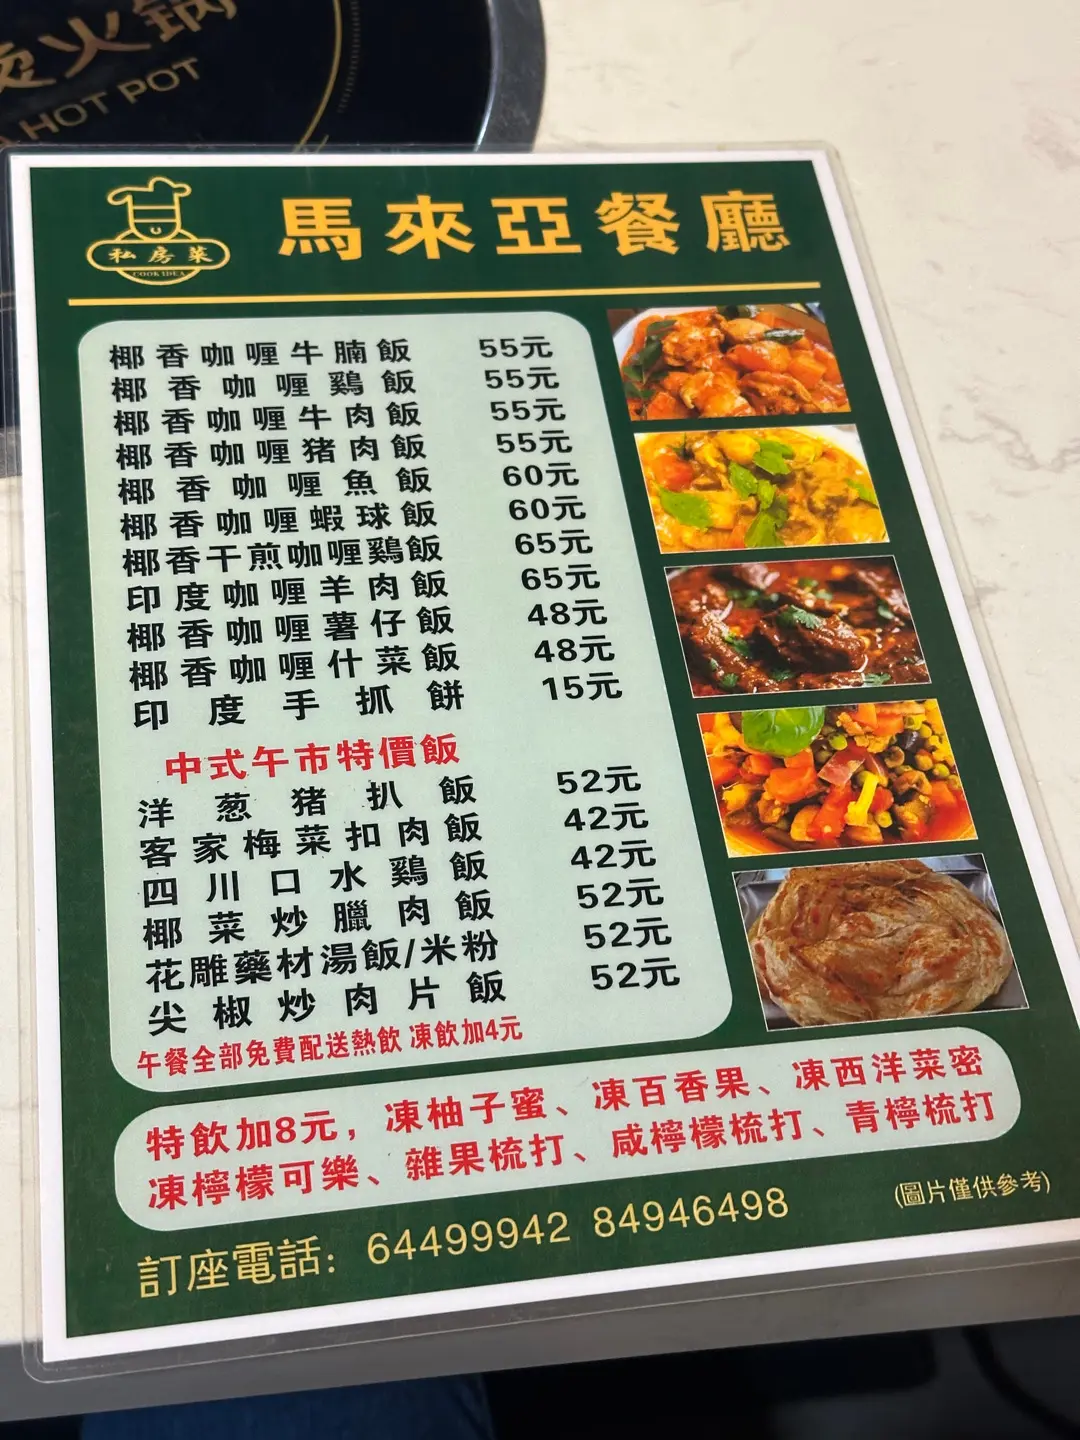 烫火锅
HOT POT
私房菜
COOK IDEA
馬來亞餐廳
椰香咖喱牛腩飯 55元
椰香咖喱鷄飯 55元
椰香咖喱牛肉飯 55元
椰香咖喱猪肉飯 55元
椰香咖喱魚飯 60元
椰香咖喱蝦球飯 60元
椰香干煎咖喱鷄飯 65元
印度咖喱羊肉飯 65元
椰香咖喱薯仔飯 48元
椰香咖喱什菜飯 48元
印度手抓餅 15元
中式午市特價飯
洋葱猪扒飯 52元
客家梅菜扣肉飯 42元
四川口水鷄飯 42元
椰菜炒臘肉飯 52元
花雕藥材湯飯/米粉 52元
尖椒炒肉片飯 52元
午餐全部免費配送熱飲 凍飲加4元
特飲加8元，凍柚子蜜、凍百香果、凍西洋菜密
凍檸檬可樂、雜果梳打、咸檸檬梳打、青檸梳打
(圖片僅供參考)
訂座電話：64499942 84946498